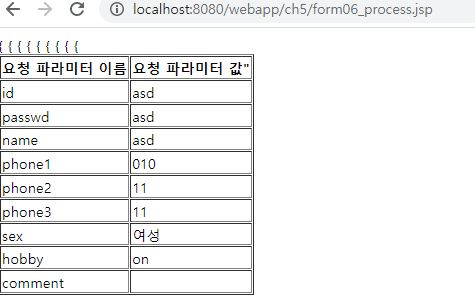 localhost:8080/webapp/ch5/form06_process.jsp
{ { { { { { { { {
요청 파라미터 이름 요청 파라미터 값"
id asd
passwd asd
name asd
phone1 010
phone2 11
phone3 11
sex 여성
hobby on
comment